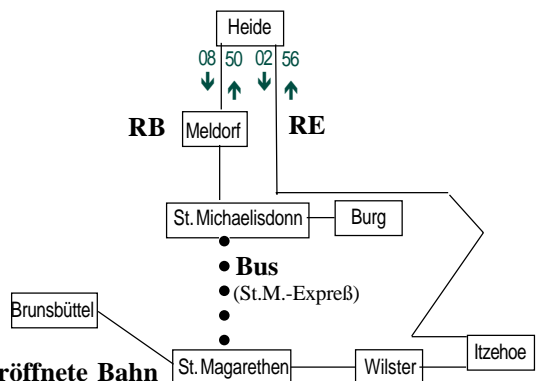 Heide
08 50 02 56
RB Meldorf RE
St. Michaelisdonn Burg
Bus
(St.M.-Expreß)
Brunsbüttel
röffnete Bahn St. Magarethen Wilster Itzehoe